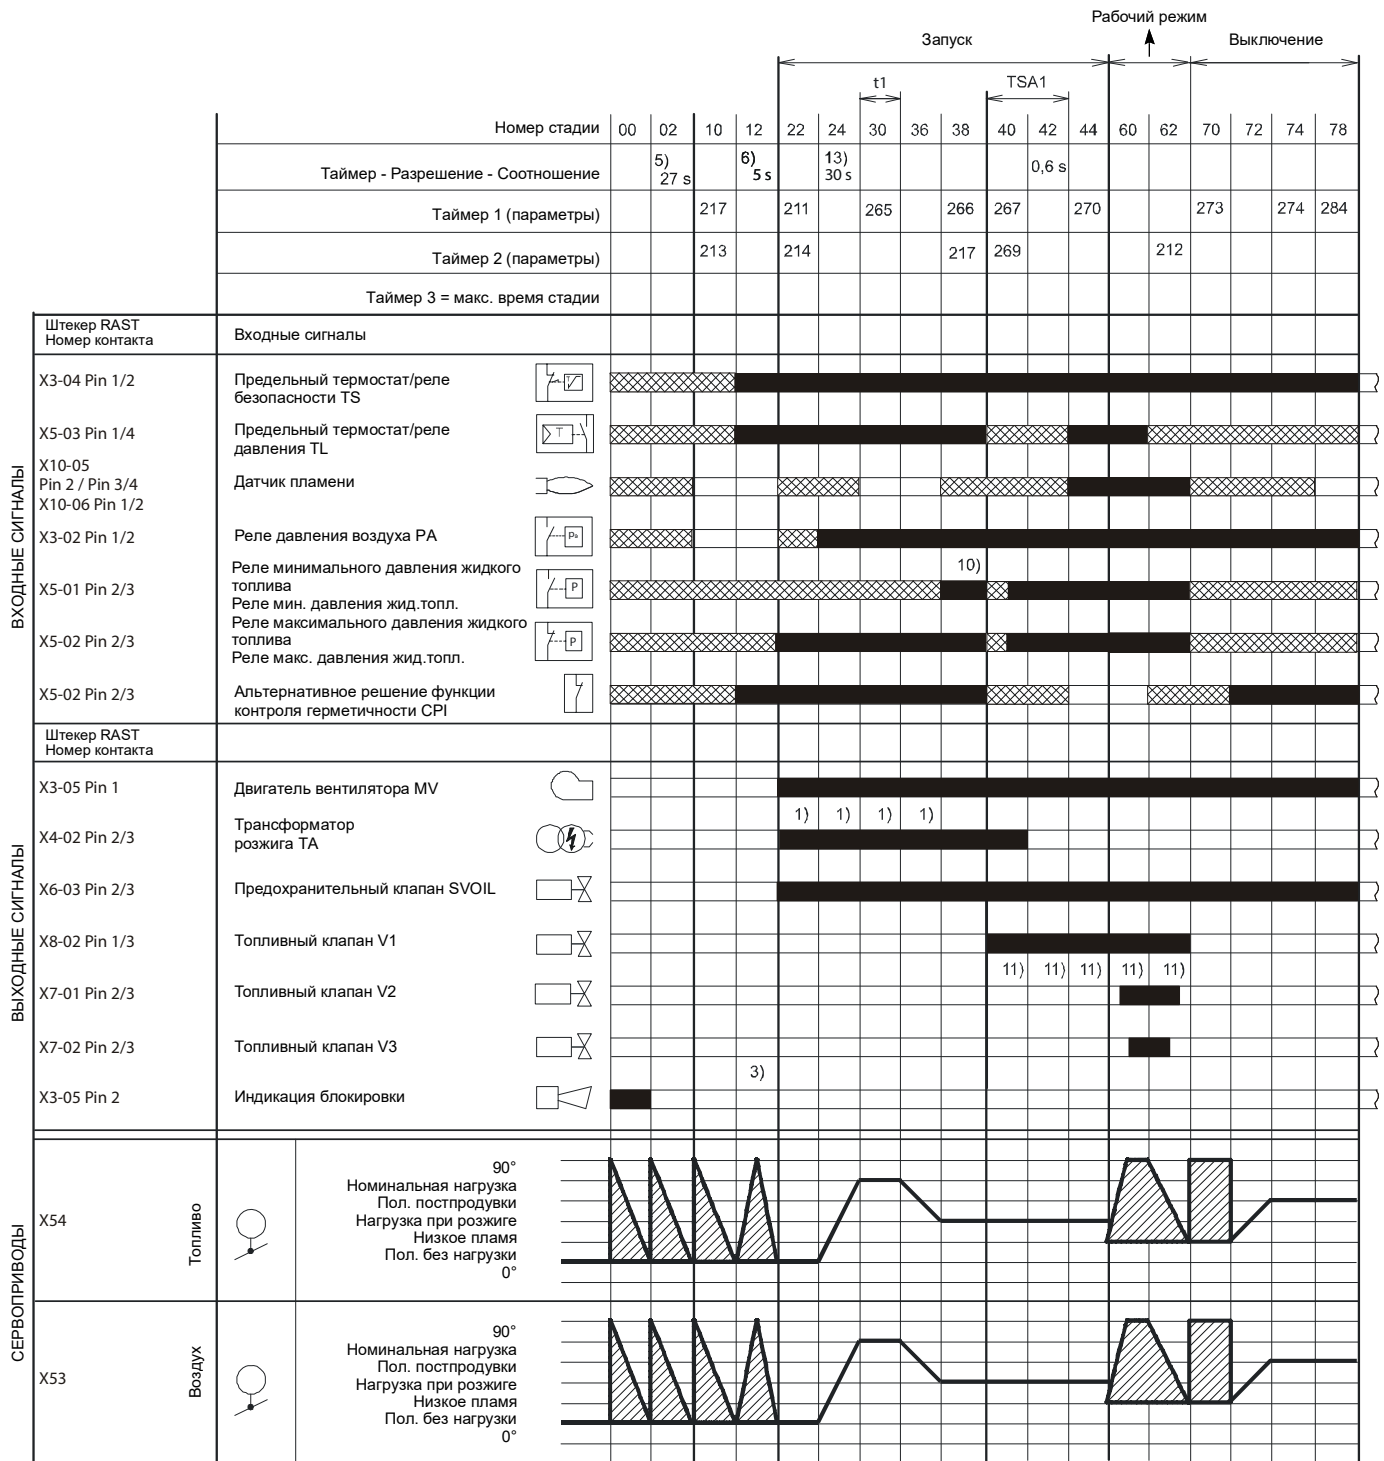 Рабочий режим
Запуск
Выключение
t1
TSA1
Номер стадии 00 02 10 12 22 24 30 36 38 40 42 44 60 62 70 72 74 78
5) 6) 13)
Таймер - Разрешение - Соотношение 27 s 5 s 30 s 0,6 s
Таймер 1 (параметры) 217 211 265 266 267 270 273 274 284
Таймер 2 (параметры) 213 214 217 269 212
Таймер 3 = макс. время стадии
Штекер RAST
Номер контакта
Входные сигналы
ВХОДНЫЕ СИГНАЛЫ
X3-04 Pin 1/2
Предельный термостат/реле
безопасности TS
X5-03 Pin 1/4
Предельный термостат/реле
давления TL
T
X10-05
Pin 2 / Pin 3/4
X10-06 Pin 1/2
Датчик пламени
X3-02 Pin 1/2
Реле давления воздуха PA
Pa
10)
X5-01 Pin 2/3
Реле минимального давления жидкого
топлива
Реле мин. давления жид.топл.
P
X5-02 Pin 2/3
Реле максимального давления жидкого
топлива
Реле макс. давления жид.топл.
P
X5-02 Pin 2/3
Альтернативное решение функции
контроля герметичности CPI
Штекер RAST
Номер контакта
ВЫХОДНЫЕ СИГНАЛЫ
X3-05 Pin 1
Двигатель вентилятора MV
1) 1) 1) 1)
X4-02 Pin 2/3
Трансформатор
розжига TA
X6-03 Pin 2/3
Предохранительный клапан SVOIL
X8-02 Pin 1/3
Топливный клапан V1
11) 11) 11) 11) 11)
X7-01 Pin 2/3
Топливный клапан V2
X7-02 Pin 2/3
Топливный клапан V3
3)
X3-05 Pin 2
Индикация блокировки
СЕРВОПРИВОДЫ
X54
Топливо
90°
Номинальная нагрузка
Пол. постпродувки
Нагрузка при розжиге
Низкое пламя
Пол. без нагрузки
0°
X53
Воздух
90°
Номинальная нагрузка
Пол. постпродувки
Нагрузка при розжиге
Низкое пламя
Пол. без нагрузки
0°